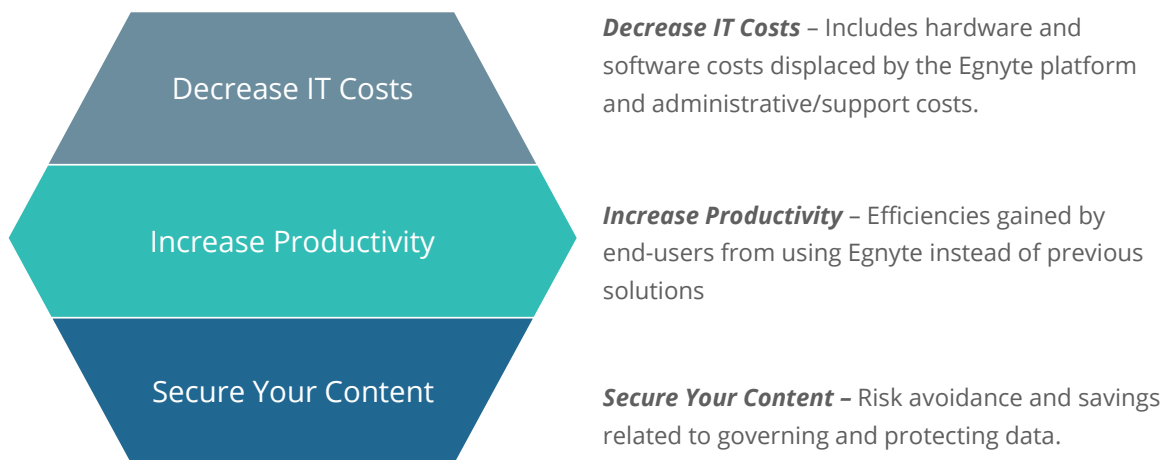 Decrease IT Costs
Decrease IT Costs – Includes hardware and
software costs displaced by the Egnyte platform
and administrative/support costs.
Increase Productivity
Increase Productivity – Efficiencies gained by
end-users from using Egnyte instead of previous
solutions
Secure Your Content
Secure Your Content – Risk avoidance and savings
related to governing and protecting data.